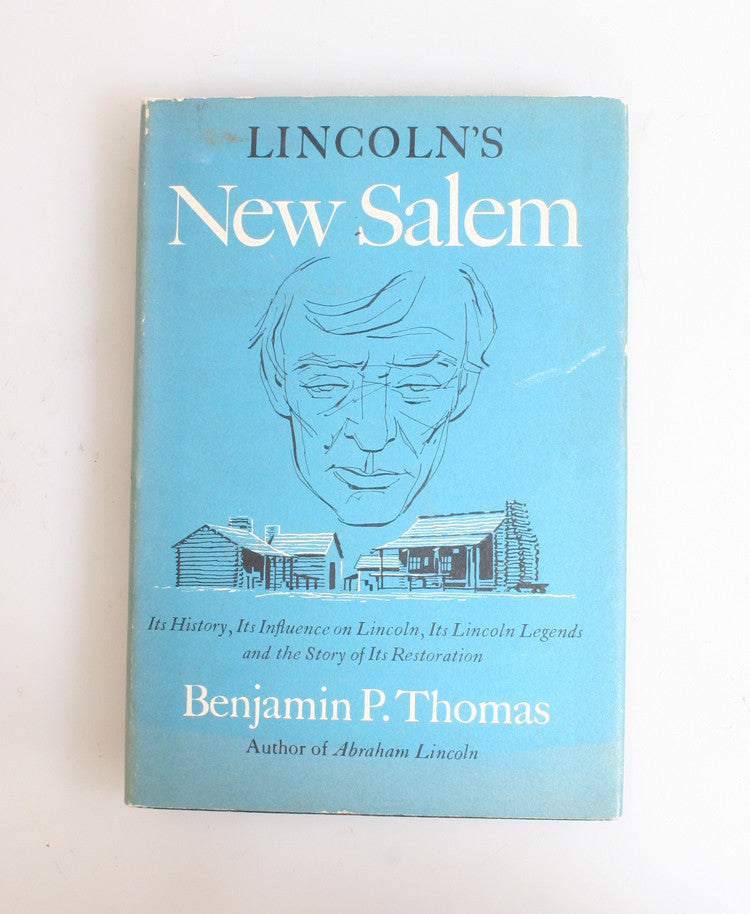 LINCOLN'S
New Salem
Its History, Its Influence on Lincoln, Its Lincoln Legends
and the Story of Its Restoration
Benjamin P. Thomas
Author of Abraham Lincoln